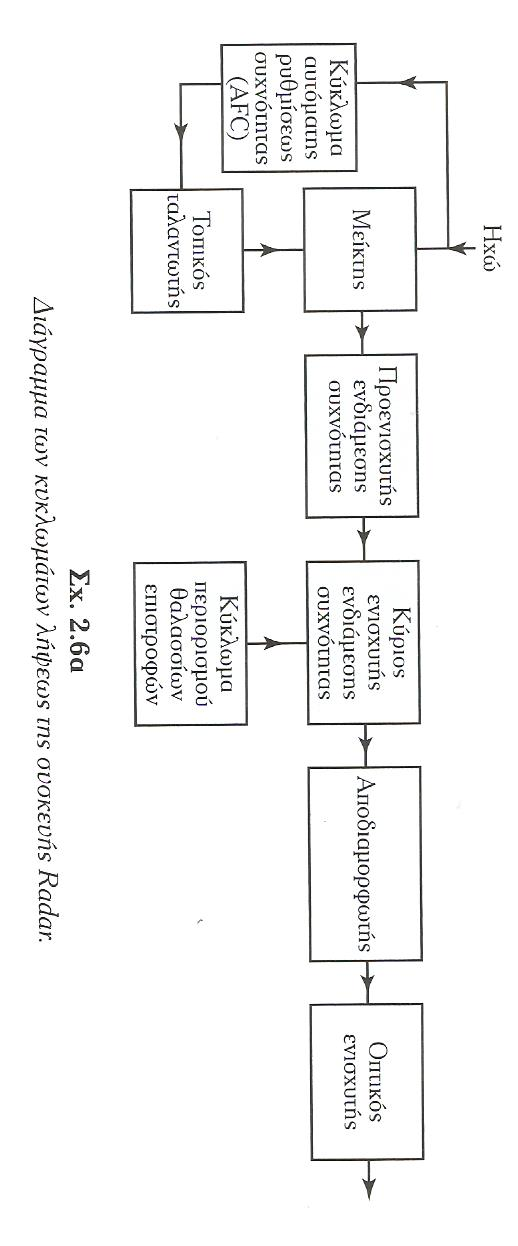 Ηχώ
Κύκλωμα
αυτόματης
ρυθμίσεως
συχνότητας
(AFC)
Μείκτης
Τοπικός
ταλαντωτής
Προενισχυτής
ενδιάμεσης
συχνότητας
Κύριος
ενισχυτής
ενδιάμεσης
συχνότητας
Κύκλωμα
περιορισμού
θαλασσίων
επιστροφών
Αποδιαμορφωτής
Οπτικός
ενισχυτής
Σχ. 2.6α
Διάγραμμα των κυκλωμάτων λήψεως της συσκευής Radar.